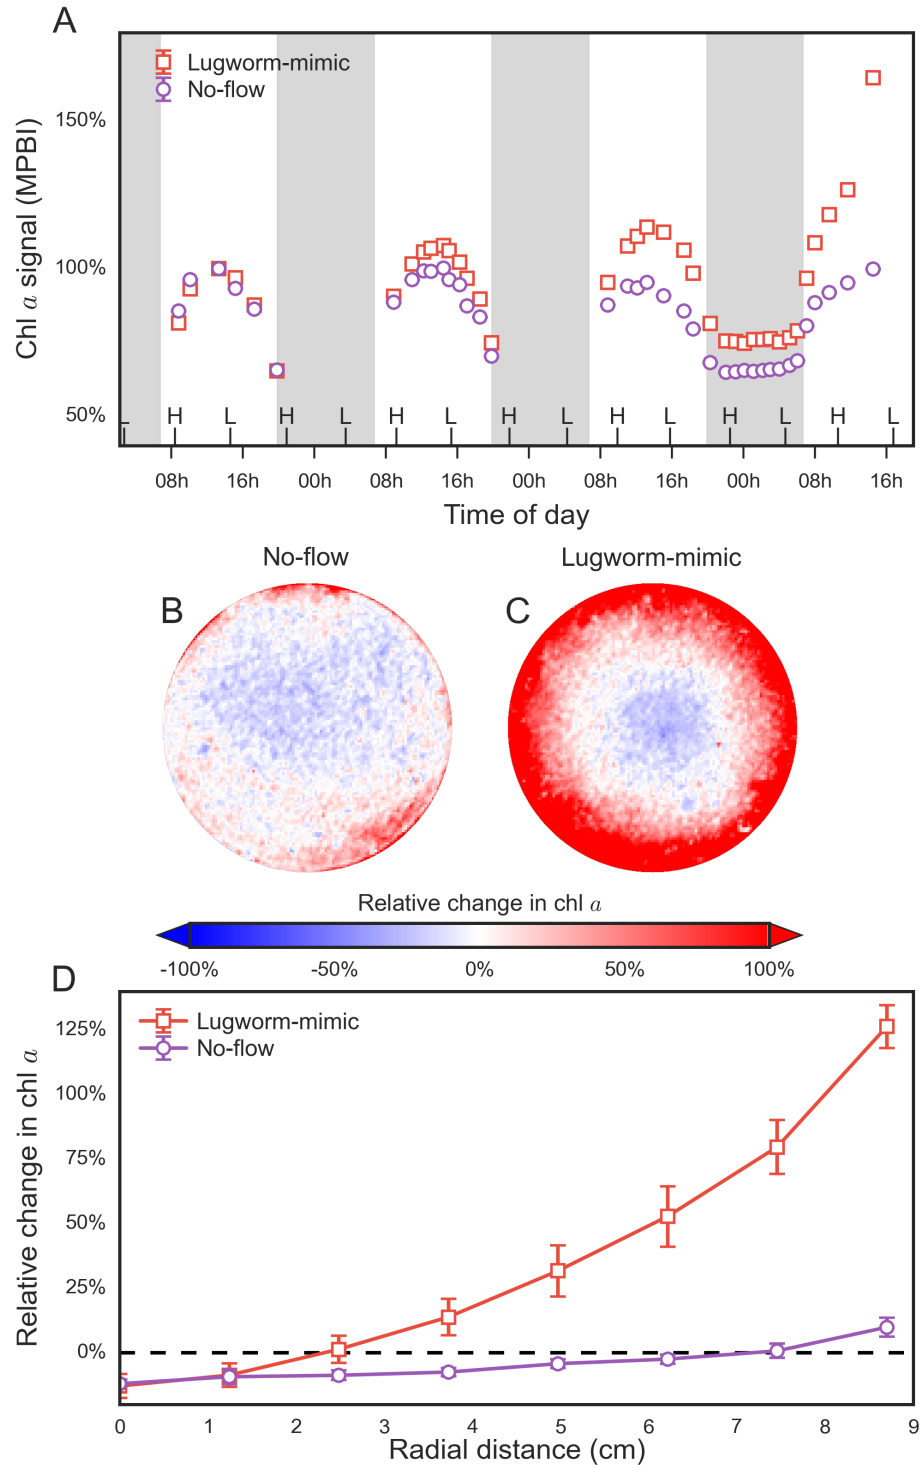 A
Chl a signal (MPBI)
Lugworm-mimic
No-flow
150%
100%
50%
L H L H L H L H L H L H L H L
08h 16h 00h 08h 16h 00h 08h 16h 00h 08h 16h
Time of day
No-flow
Lugworm-mimic
B
C
Relative change in chl a
-100% -50% 0% 50% 100%
D
Relative change in chl a
Lugworm-mimic
No-flow
125%
100%
75%
50%
25%
0%
0 1 2 3 4 5 6 7 8 9
Radial distance (cm)